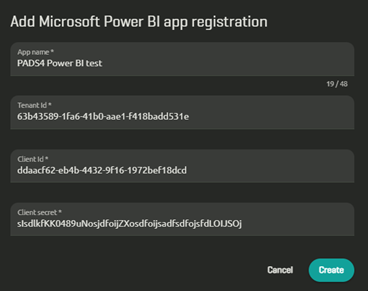 Add Microsoft Power BI app registration
App name *
PADS4 Power BI test
19 / 48
Tenant Id *
63b43589-1fa6-41b0-aae1-f418badd531e
Client Id *
ddaacf62-eb4b-4432-9f16-1972bef18dcd
Client secret *
slsdlkfKK0489uNosjdfoijZXosdfoijsadfsdfojsfdLOIJSOj
Cancel
Create